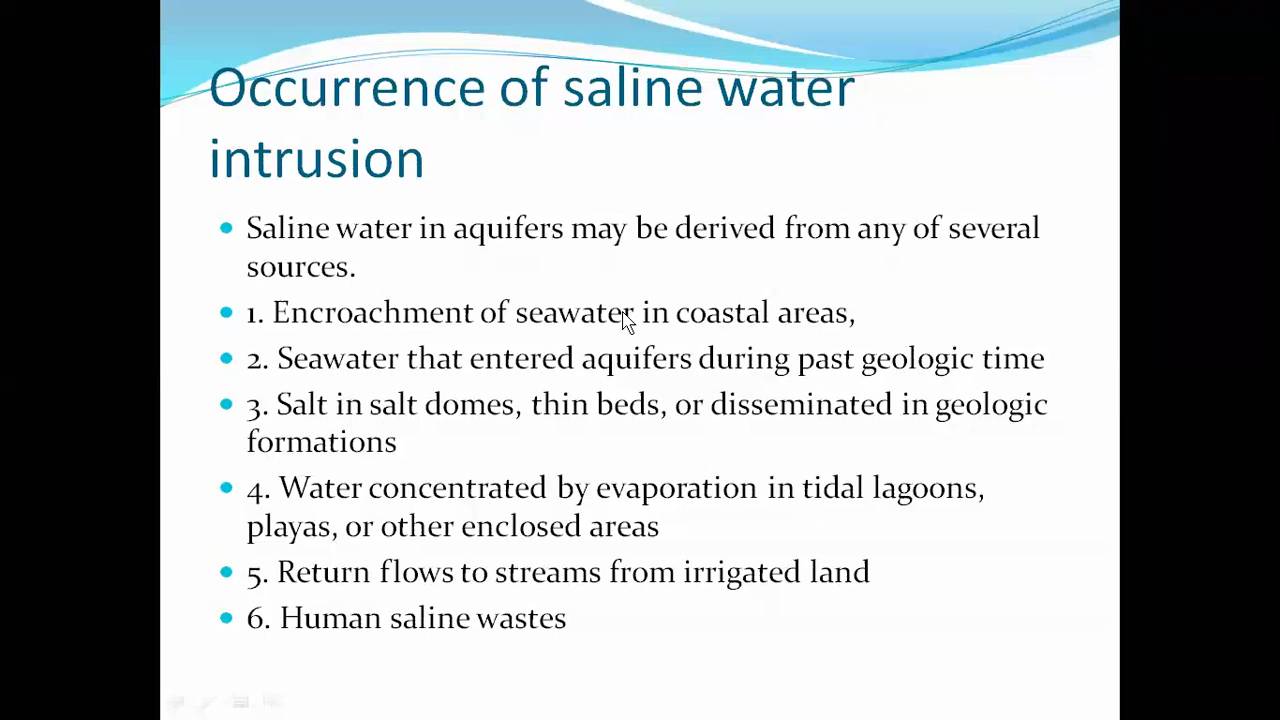 Occurrence of saline water
intrusion
• Saline water in aquifers may be derived from any of several
sources.
• 1. Encroachment of seawater in coastal areas,
• 2. Seawater that entered aquifers during past geologic time
• 3. Salt in salt domes, thin beds, or disseminated in geologic
formations
• 4. Water concentrated by evaporation in tidal lagoons,
playas, or other enclosed areas
• 5. Return flows to streams from irrigated land
• 6. Human saline wastes